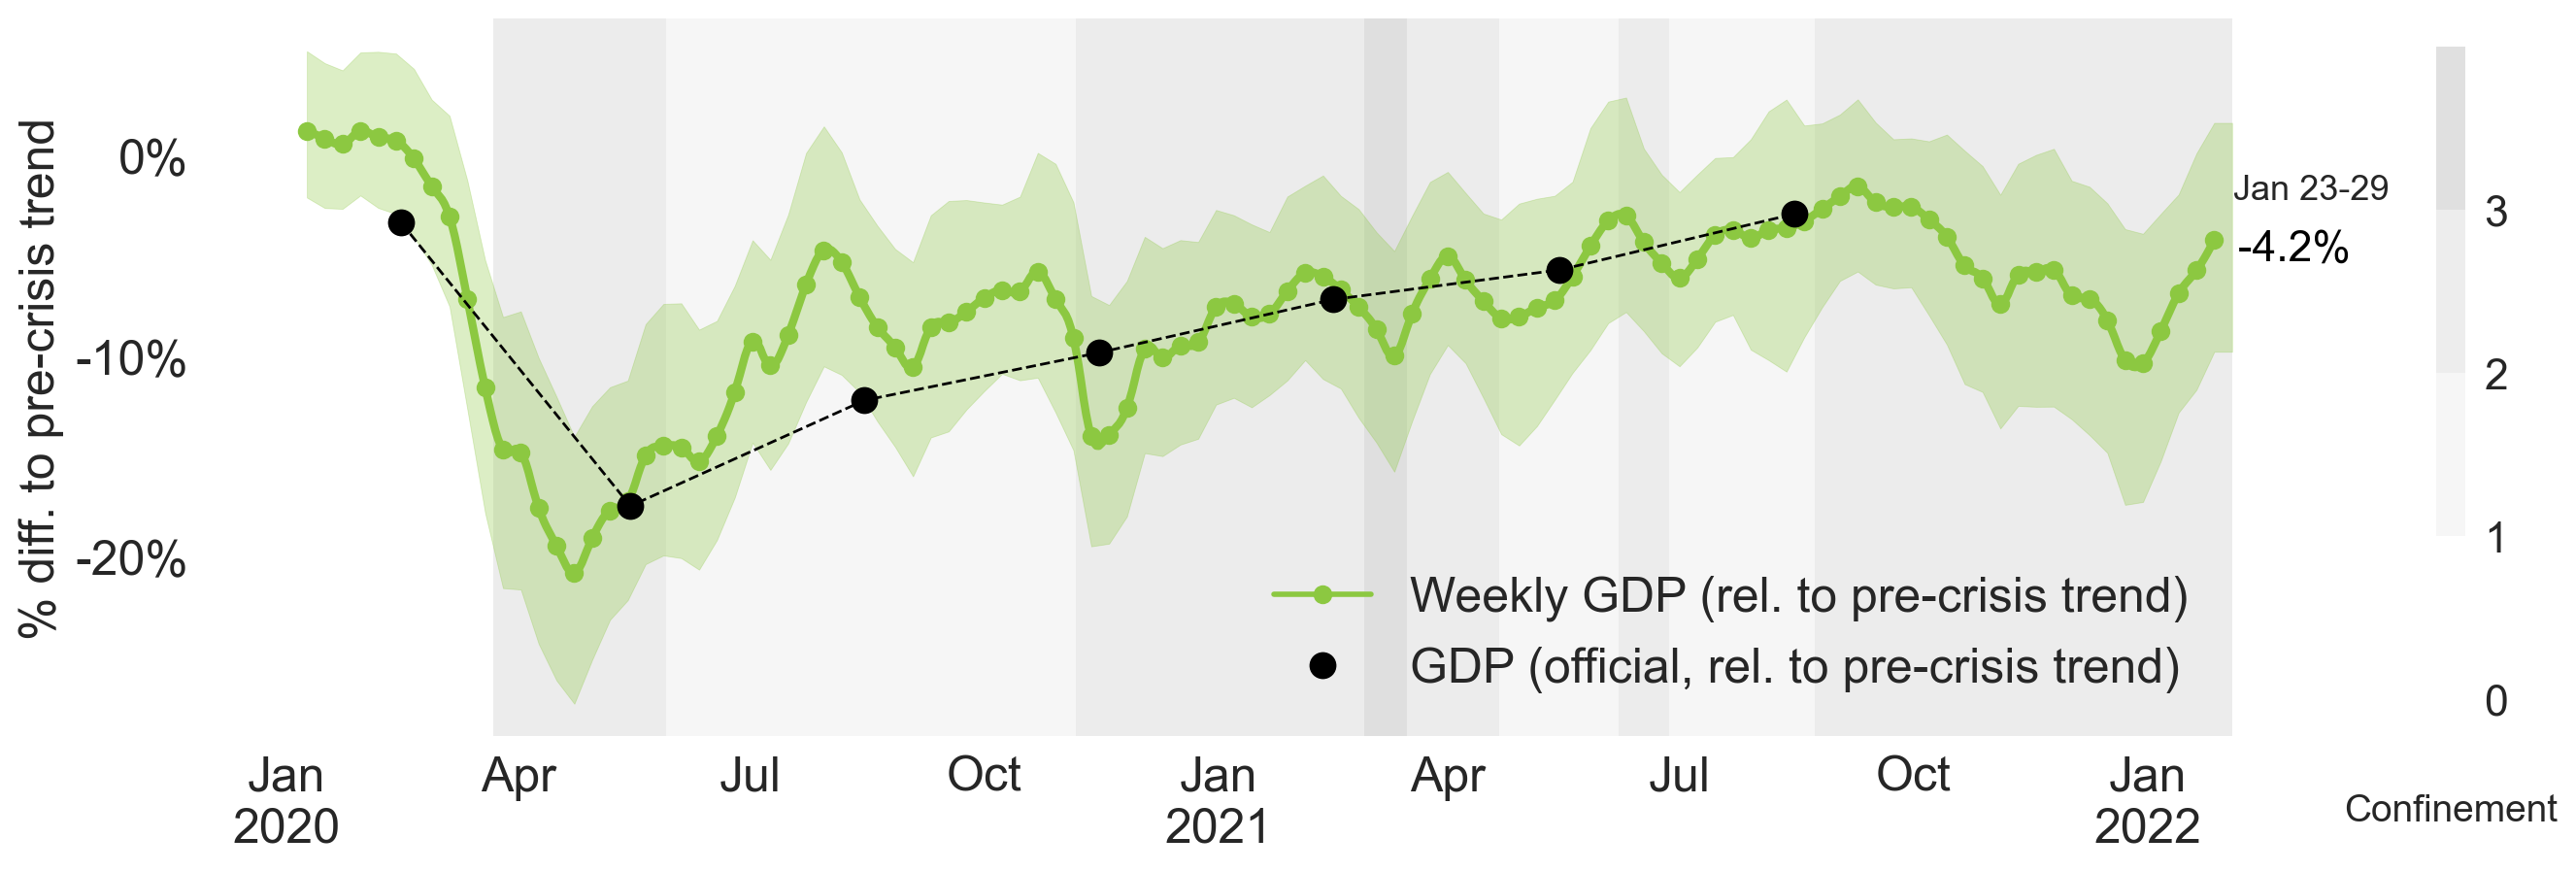 % diff. to pre-crisis trend
0%
-10%
-20%
Jan 23-29
-4.2%
Weekly GDP (rel. to pre-crisis trend)
GDP (official, rel. to pre-crisis trend)
Jan Apr Jul Oct Jan Apr Jul Oct Jan
2020 2021 2022
3
2
1
0
Confinement